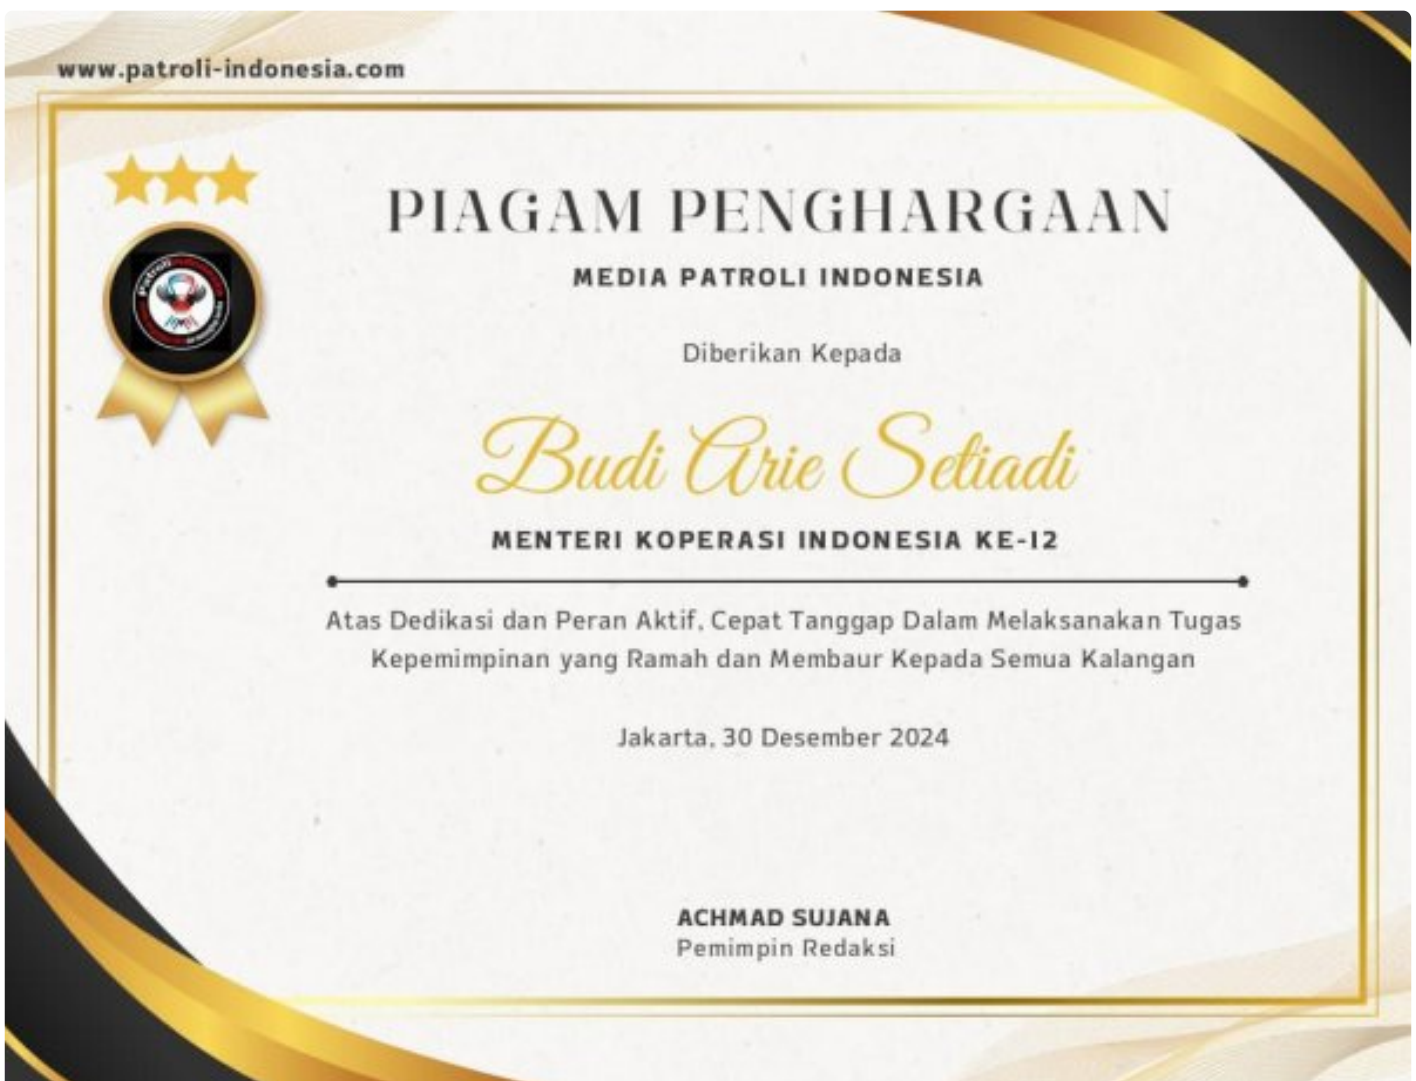 www.patroli-indonesia.com
PIAGAM PENGHARGAAN
MEDIA PATROLI INDONESIA
Diberikan Kepada
Budi Arie Setiadi
MENTERI KOPERASI INDONESIA KE-12
Atas Dedikasi dan Peran Aktif, Cepat Tanggap Dalam Melaksanakan Tugas
Kepemimpinan yang Ramah dan Membaur Kepada Semua Kalangan
Jakarta, 30 Desember 2024
ACHMAD SUJANA
Pemimpin Redaksi